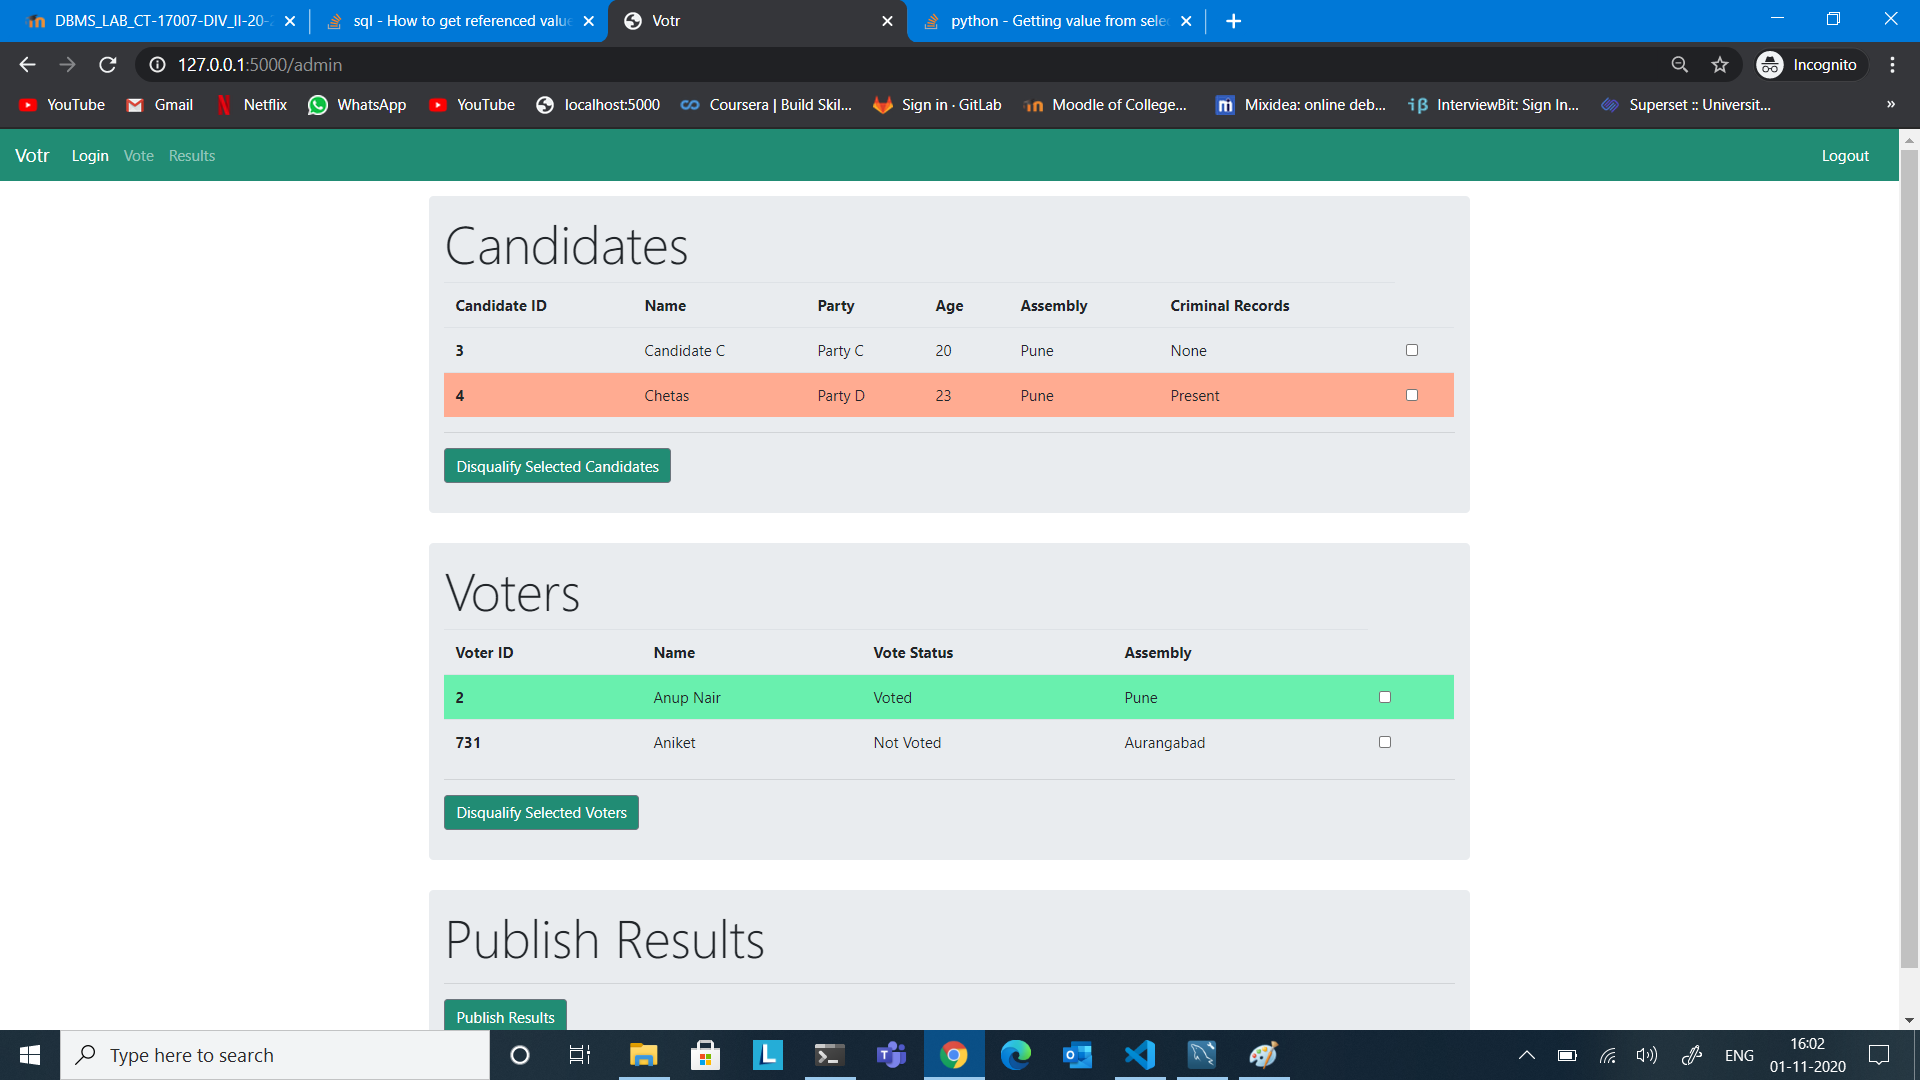 DBMS_LAB_CT-17007-DIV_II-20-
sql - How to get referenced value
Votr
python - Getting value from selec
127.0.0.1:5000/admin
Incognito
YouTube Gmail Netflix WhatsApp YouTube localhost:5000 Coursera | Build Skil... Sign in · GitLab Moodle of College... Mixidea: online deb... InterviewBit: Sign In... Superset :: Universit... »
Votr Login Vote Results Logout
Candidates
Candidate ID Name Party Age Assembly Criminal Records
3 Candidate C Party C 20 Pune None
4 Chetas Party D 23 Pune Present
Disqualify Selected Candidates
Voters
Voter ID Name Vote Status Assembly
2 Anup Nair Voted Pune
731 Aniket Not Voted Aurangabad
Disqualify Selected Voters
Publish Results
Publish Results
Type here to search
ENG
16:02
01-11-2020